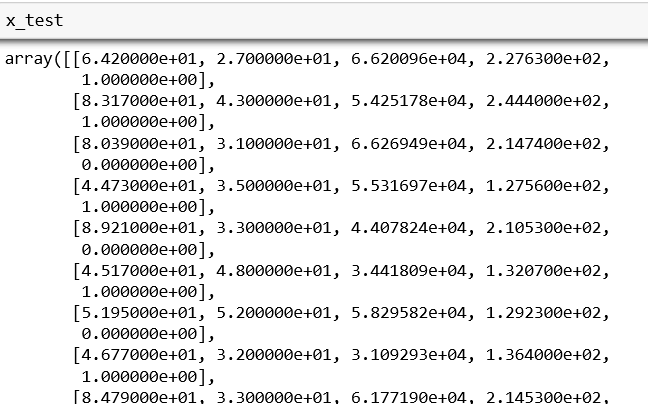 x_test
array([[6.420000e+01, 2.700000e+01, 6.620096e+04, 2.276300e+02,
1.000000e+00],
[8.317000e+01, 4.300000e+01, 5.425178e+04, 2.444000e+02,
1.000000e+00],
[8.039000e+01, 3.100000e+01, 6.626949e+04, 2.147400e+02,
0.000000e+00],
[4.473000e+01, 3.500000e+01, 5.531697e+04, 1.275600e+02,
1.000000e+00],
[8.921000e+01, 3.300000e+01, 4.407824e+04, 2.105300e+02,
0.000000e+00],
[4.517000e+01, 4.800000e+01, 3.441809e+04, 1.320700e+02,
1.000000e+00],
[5.195000e+01, 5.200000e+01, 5.829582e+04, 1.292300e+02,
0.000000e+00],
[4.677000e+01, 3.200000e+01, 3.109293e+04, 1.364000e+02,
1.000000e+00],
[8.479000e+01, 3.300000e+01, 6.177190e+04, 2.145300e+02,